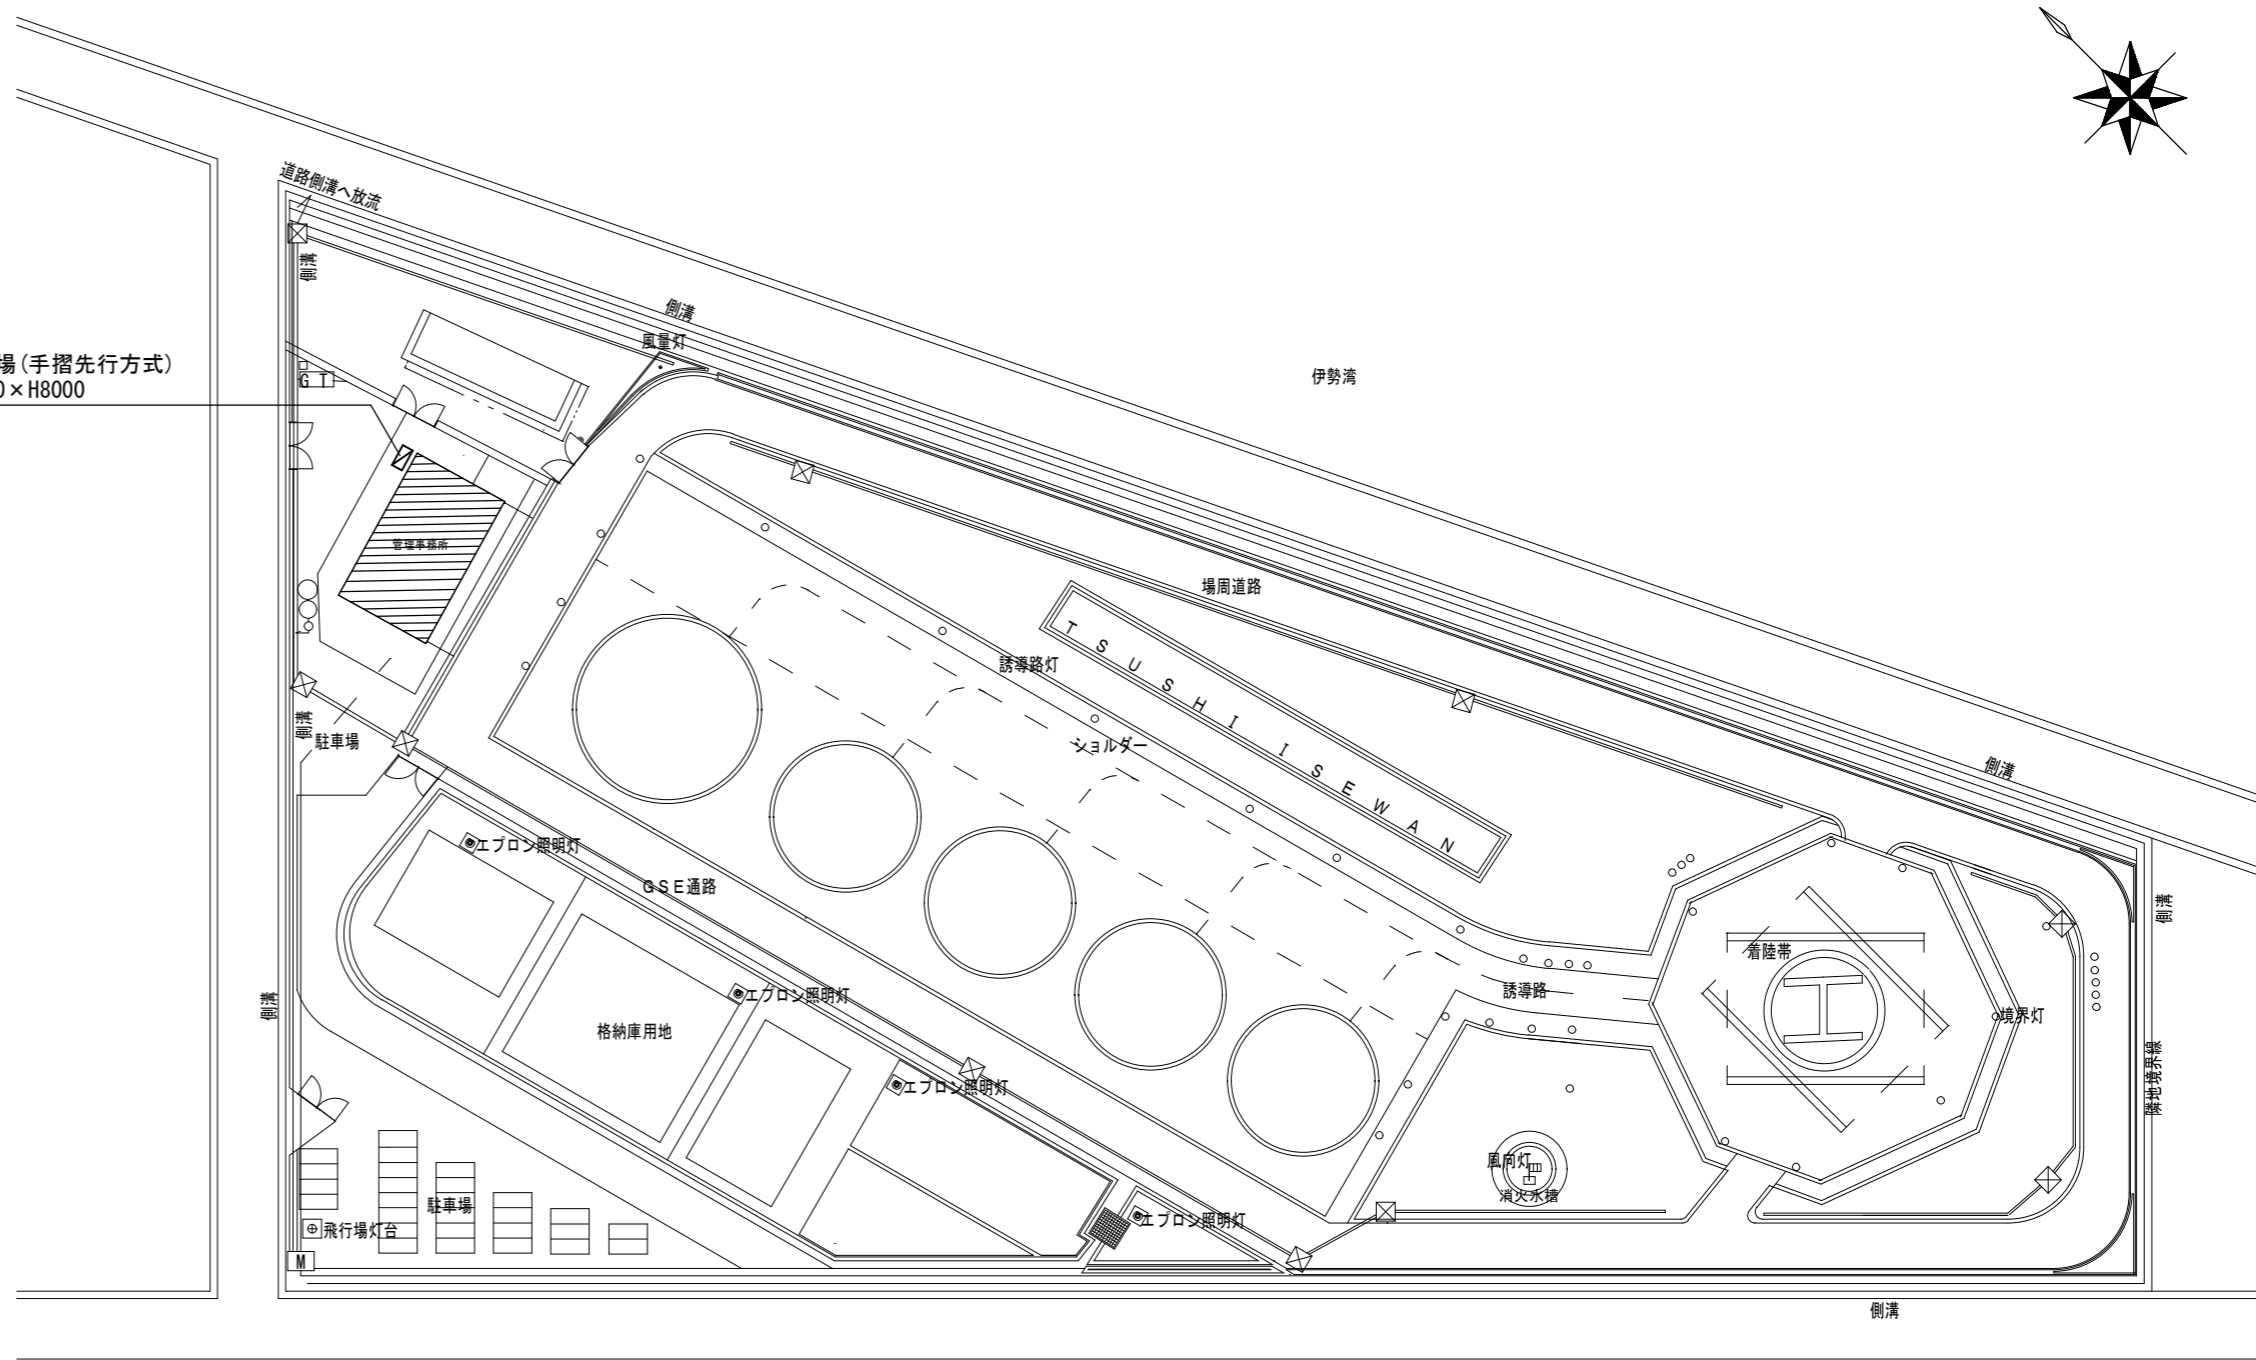 道路側溝へ放流
側溝
側溝
風量灯
場(手摺先行方式)
0×H8000
G T
伊勢湾
管理事務所
場周道路
TSUSHI ISEWAN
誘導路灯
側溝
駐車場
ショルダー
側溝
エプロン照明灯
GSE通路
側溝
着陸帯
エプロン照明灯
誘導路
側溝
格納庫用地
境界灯
エプロン照明灯
隣地境界線
風向灯
消火水槽
駐車場
エプロン照明灯
飛行場灯台
M
側溝